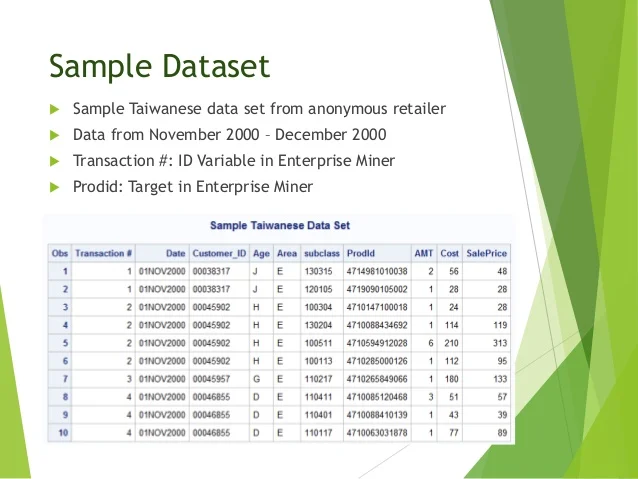 Sample Dataset
Sample Taiwanese data set from anonymous retailer
Data from November 2000 – December 2000
Transaction #: ID Variable in Enterprise Miner
Prodid: Target in Enterprise Miner
Sample Taiwanese Data Set
Obs Transaction # Date Customer_ID Age Area subclass ProdId AMT Cost SalePrice
1 1 01NOV2000 00038317 J E 130315 4714981010038 2 56 48
2 1 01NOV2000 00038317 J E 120105 4719090105002 1 28 28
3 2 01NOV2000 00045902 H E 100304 4710147100018 1 24 28
4 2 01NOV2000 00045902 H E 130204 4710088434692 1 114 119
5 2 01NOV2000 00045902 H E 100511 4710594912028 6 210 313
6 2 01NOV2000 00045902 H E 100113 4710285000126 1 112 95
7 3 01NOV2000 00045957 G E 110217 4710265849066 1 180 133
8 4 01NOV2000 00046855 D E 110411 4710085120468 3 51 57
9 4 01NOV2000 00046855 D E 110401 4710088410139 1 43 39
10 4 01NOV2000 00046855 D E 110117 4710063031878 1 77 89